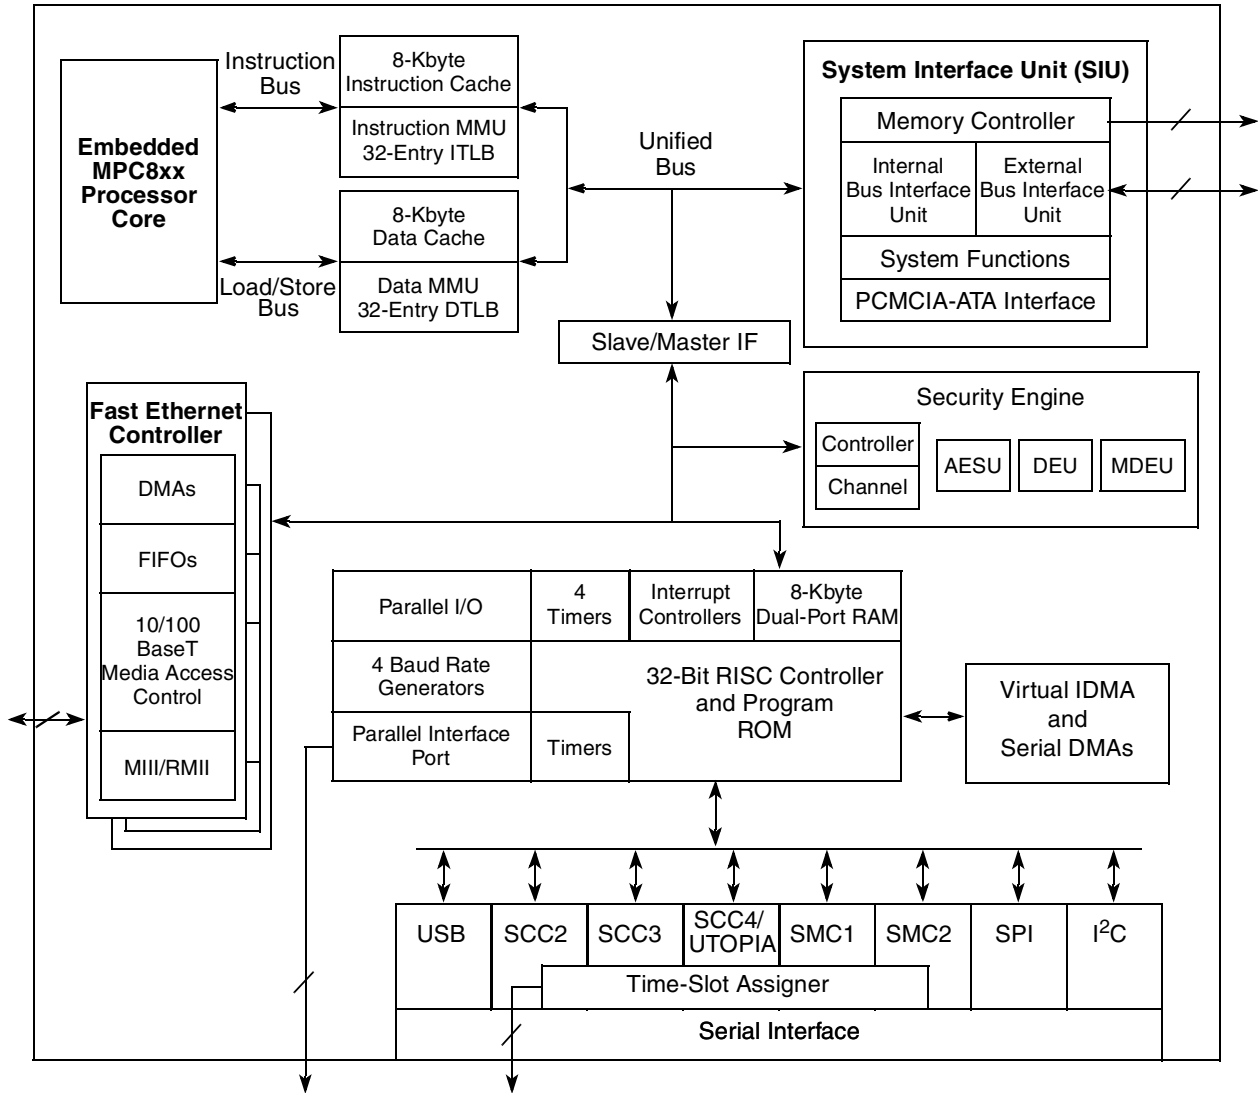 Embedded
MPC8xx
Processor
Core
Instruction
Bus
Load/Store
Bus
8-Kbyte
Instruction Cache
Instruction MMU
32-Entry ITLB
8-Kbyte
Data Cache
Data MMU
32-Entry DTLB
Unified
Bus
System Interface Unit (SIU)
Memory Controller
Internal
Bus Interface
Unit
External
Bus Interface
Unit
System Functions
PCMCIA-ATA Interface
Slave/Master IF
Security Engine
Controller
Channel
AESU
DEU
MDEU
Fast Ethernet
Controller
DMAs
FIFOs
10/100
BaseT
Media Access
Control
MIII/RMII
Parallel I/O
4
Timers
Interrupt
Controllers
8-Kbyte
Dual-Port RAM
4 Baud Rate
Generators
32-Bit RISC Controller
and Program
ROM
Parallel Interface
Port
Timers
Virtual IDMA
and
Serial DMAs
USB
SCC2
SCC3
SCC4/
UTOPIA
SMC1
SMC2
SPI
I²C
Time-Slot Assigner
Serial Interface